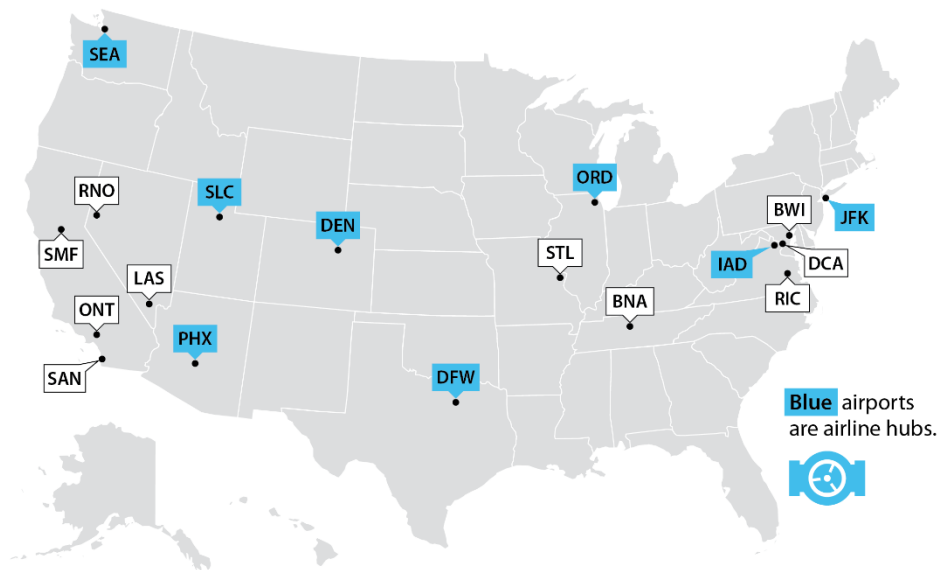 SEA
ORD
RNO
SLC
JFK
BWI
DEN
SMF
STL
IAD
DCA
LAS
RIC
BNA
ONT
PHX
SAN
DFW
Blue airports
are airline hubs.